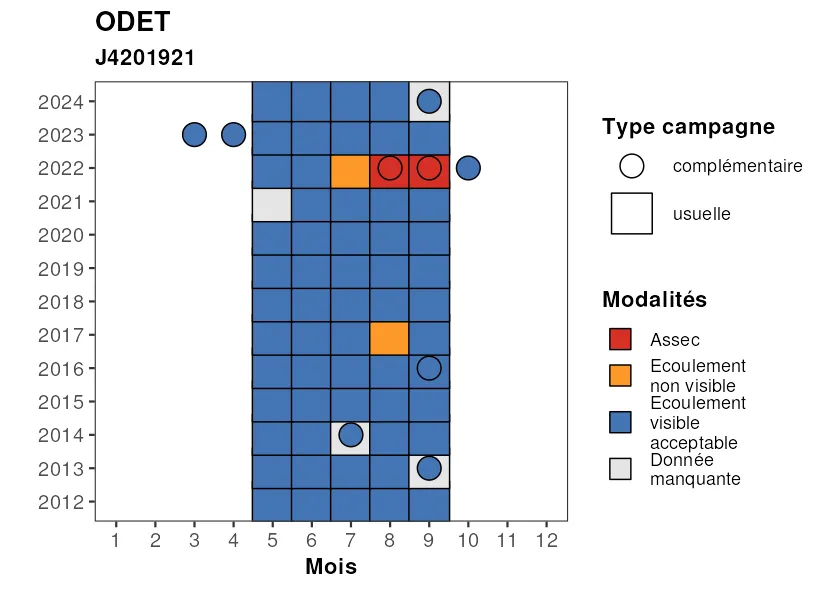 ODET
J4201921
2024
2023
2022
2021
2020
2019
2018
2017
2016
2015
2014
2013
2012
1 2 3 4 5 6 7 8 9 10 11 12
Mois
Type campagne
complémentaire
usuelle
Modalités
Assec
Ecoulement
non visible
Ecoulement
visible
acceptable
Donnée
manquante